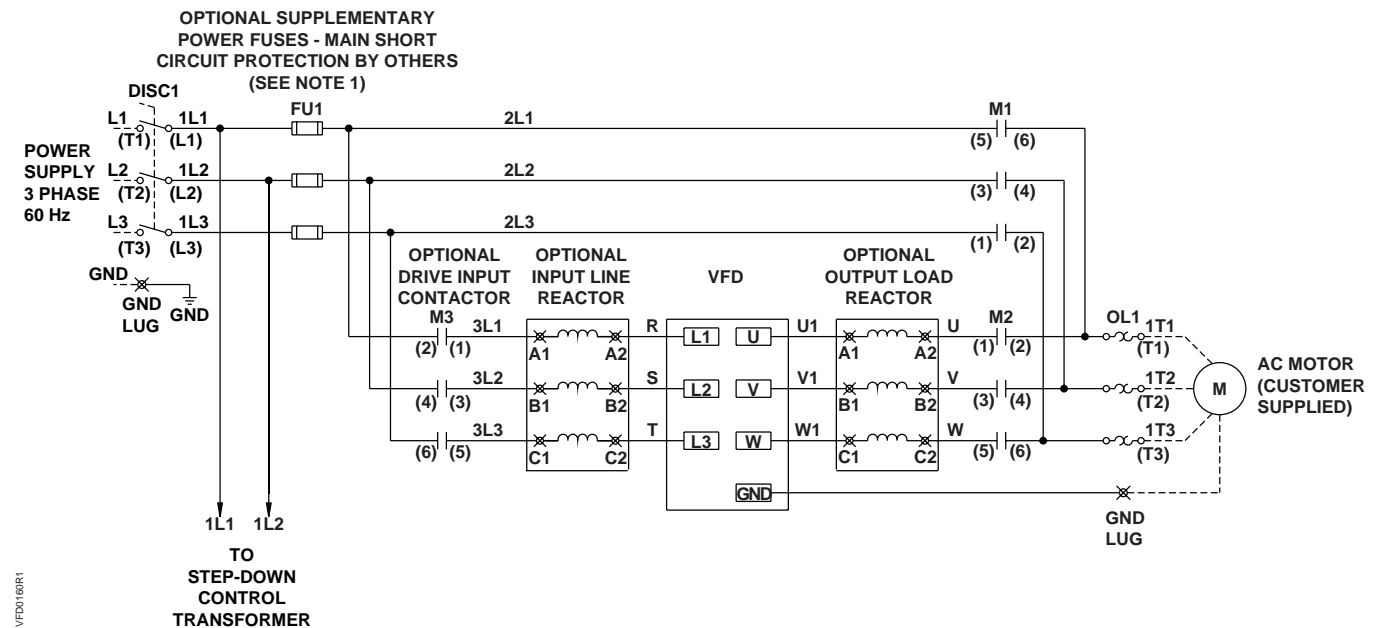 OPTIONAL SUPPLEMENTARY
POWER FUSES - MAIN SHORT
CIRCUIT PROTECTION BY OTHERS
(SEE NOTE 1)
DISC1
FU1
M1
L1
1L1
2L1
(T1)
(L1)
(5)
(6)
POWER
SUPPLY
3 PHASE
60 Hz
L2
1L2
2L2
(T2)
(L2)
(3)
(4)
L3
1L3
2L3
(T3)
(L3)
(1)
(2)
GND
GND
LUG
GND
OPTIONAL
DRIVE INPUT
CONTACTOR
OPTIONAL
INPUT LINE
REACTOR
VFD
OPTIONAL
OUTPUT LOAD
REACTOR
M3
3L1
R
L1
U
U1
U
M2
OL1
1T1
(2)
(1)
A1
A2
A1
A2
(1)
(2)
(T1)
3L2
S
L2
V
V1
V
1T2
(4)
(3)
B1
B2
B1
B2
(3)
(4)
(T2)
M
AC MOTOR
(CUSTOMER
SUPPLIED)
3L3
T
L3
W
W1
W
1T3
(6)
(5)
C1
C2
C1
C2
(5)
(6)
(T3)
GND
GND
LUG
1L1
1L2
TO
STEP-DOWN
CONTROL
TRANSFORMER
VFD0160R1